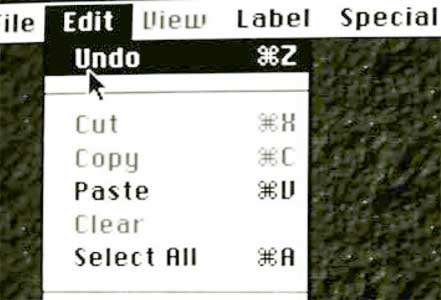 ile Edit View Label Special
Undo ⌘Z
Cut ⌘X
Copy ⌘C
Paste ⌘V
Clear
Select All ⌘A